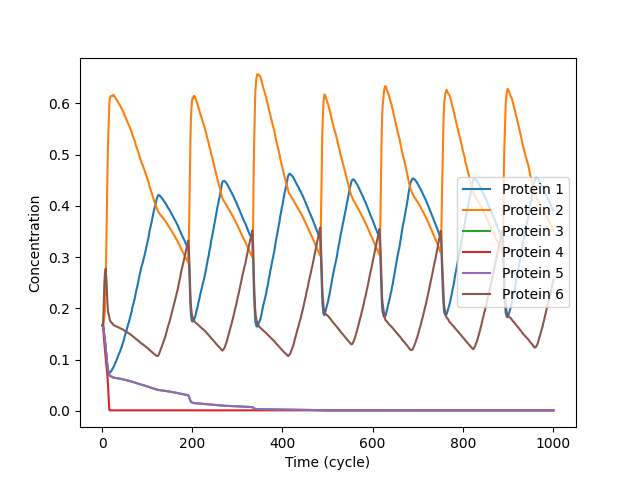 Concentration
0.6
0.5
0.4
0.3
0.2
0.1
0.0
Protein 1
Protein 2
Protein 3
Protein 4
Protein 5
Protein 6
0 200 400 600 800 1000
Time (cycle)